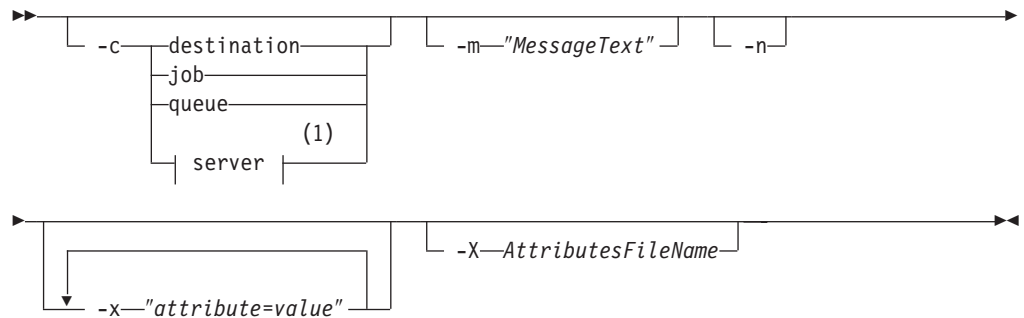 -c destination -m "MessageText" -n
job
queue
(1)
server
-X AttributesFileName
-x "attribute=value"